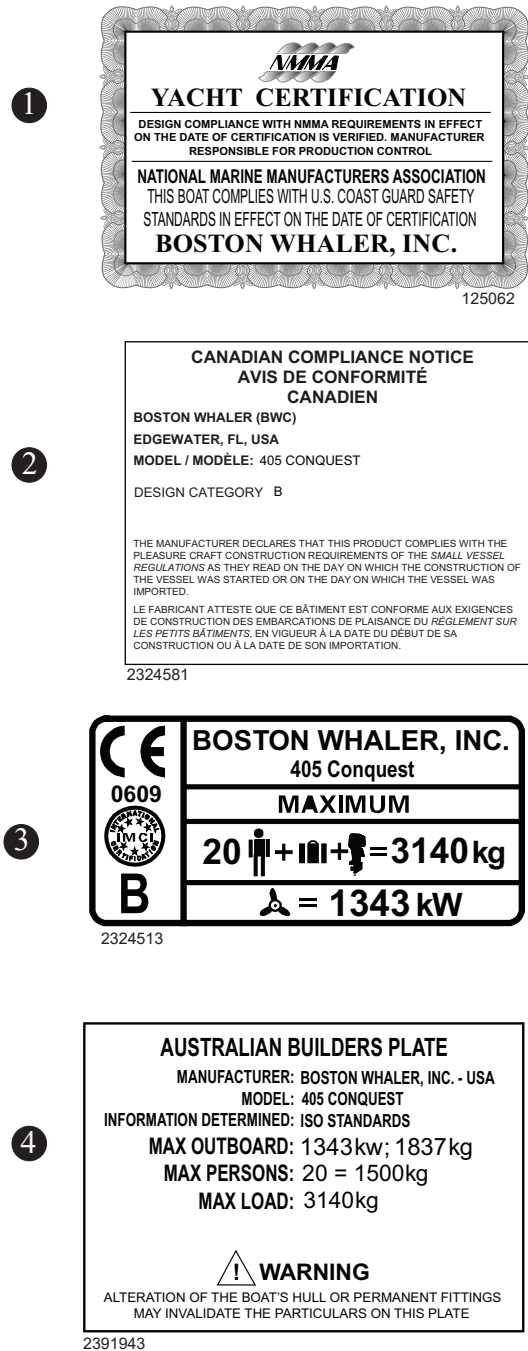 1
NMMA
YACHT CERTIFICATION
DESIGN COMPLIANCE WITH NMMA REQUIREMENTS IN EFFECT
ON THE DATE OF CERTIFICATION IS VERIFIED. MANUFACTURER
RESPONSIBLE FOR PRODUCTION CONTROL
NATIONAL MARINE MANUFACTURERS ASSOCIATION
THIS BOAT COMPLIES WITH U.S. COAST GUARD SAFETY
STANDARDS IN EFFECT ON THE DATE OF CERTIFICATION
BOSTON WHALER, INC.
125062
2
CANADIAN COMPLIANCE NOTICE
AVIS DE CONFORMITÉ
CANADIEN
BOSTON WHALER (BWC)
EDGEWATER, FL, USA
MODEL / MODÈLE: 405 CONQUEST
DESIGN CATEGORY B
THE MANUFACTURER DECLARES THAT THIS PRODUCT COMPLIES WITH THE
PLEASURE CRAFT CONSTRUCTION REQUIREMENTS OF THE SMALL VESSEL
REGULATIONS AS THEY READ ON THE DAY ON WHICH THE CONSTRUCTION OF
THE VESSEL WAS STARTED OR ON THE DAY ON WHICH THE VESSEL WAS
IMPORTED.
LE FABRICANT ATTESTE QUE CE BÂTIMENT EST CONFORME AUX EXIGENCES
DE CONSTRUCTION DES EMBARCATIONS DE PLAISANCE DU RÈGLEMENT SUR
LES PETITS BÂTIMENTS, EN VIGUEUR À LA DATE DU DÉBUT DE SA
CONSTRUCTION OU À LA DATE DE SON IMPORTATION.
2324581
3
CE
0609
INTERNATIONAL
IMCI
CERTIFICATION
B
BOSTON WHALER, INC.
405 Conquest
MAXIMUM
20 + + = 3140 kg
= 1343 kW
2324513
4
AUSTRALIAN BUILDERS PLATE
MANUFACTURER: BOSTON WHALER, INC. - USA
MODEL: 405 CONQUEST
INFORMATION DETERMINED: ISO STANDARDS
MAX OUTBOARD: 1343kw; 1837kg
MAX PERSONS: 20 = 1500kg
MAX LOAD: 3140kg
! WARNING
ALTERATION OF THE BOAT'S HULL OR PERMANENT FITTINGS
MAY INVALIDATE THE PARTICULARS ON THIS PLATE
2391943